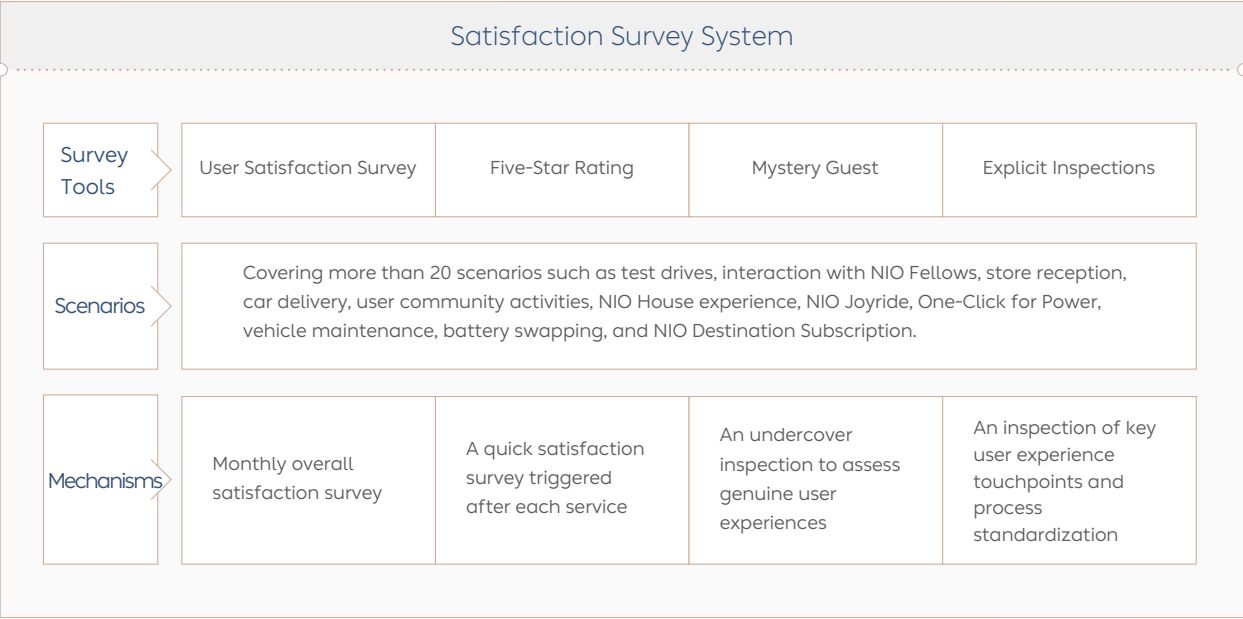 Satisfaction Survey System
Survey
Tools
User Satisfaction Survey
Five-Star Rating
Mystery Guest
Explicit Inspections
Scenarios
Covering more than 20 scenarios such as test drives, interaction with NIO Fellows, store reception,
car delivery, user community activities, NIO House experience, NIO Joyride, One-Click for Power,
vehicle maintenance, battery swapping, and NIO Destination Subscription.
Mechanisms
Monthly overall
satisfaction survey
A quick satisfaction
survey triggered
after each service
An undercover
inspection to assess
genuine user
experiences
An inspection of key
user experience
touchpoints and
process
standardization